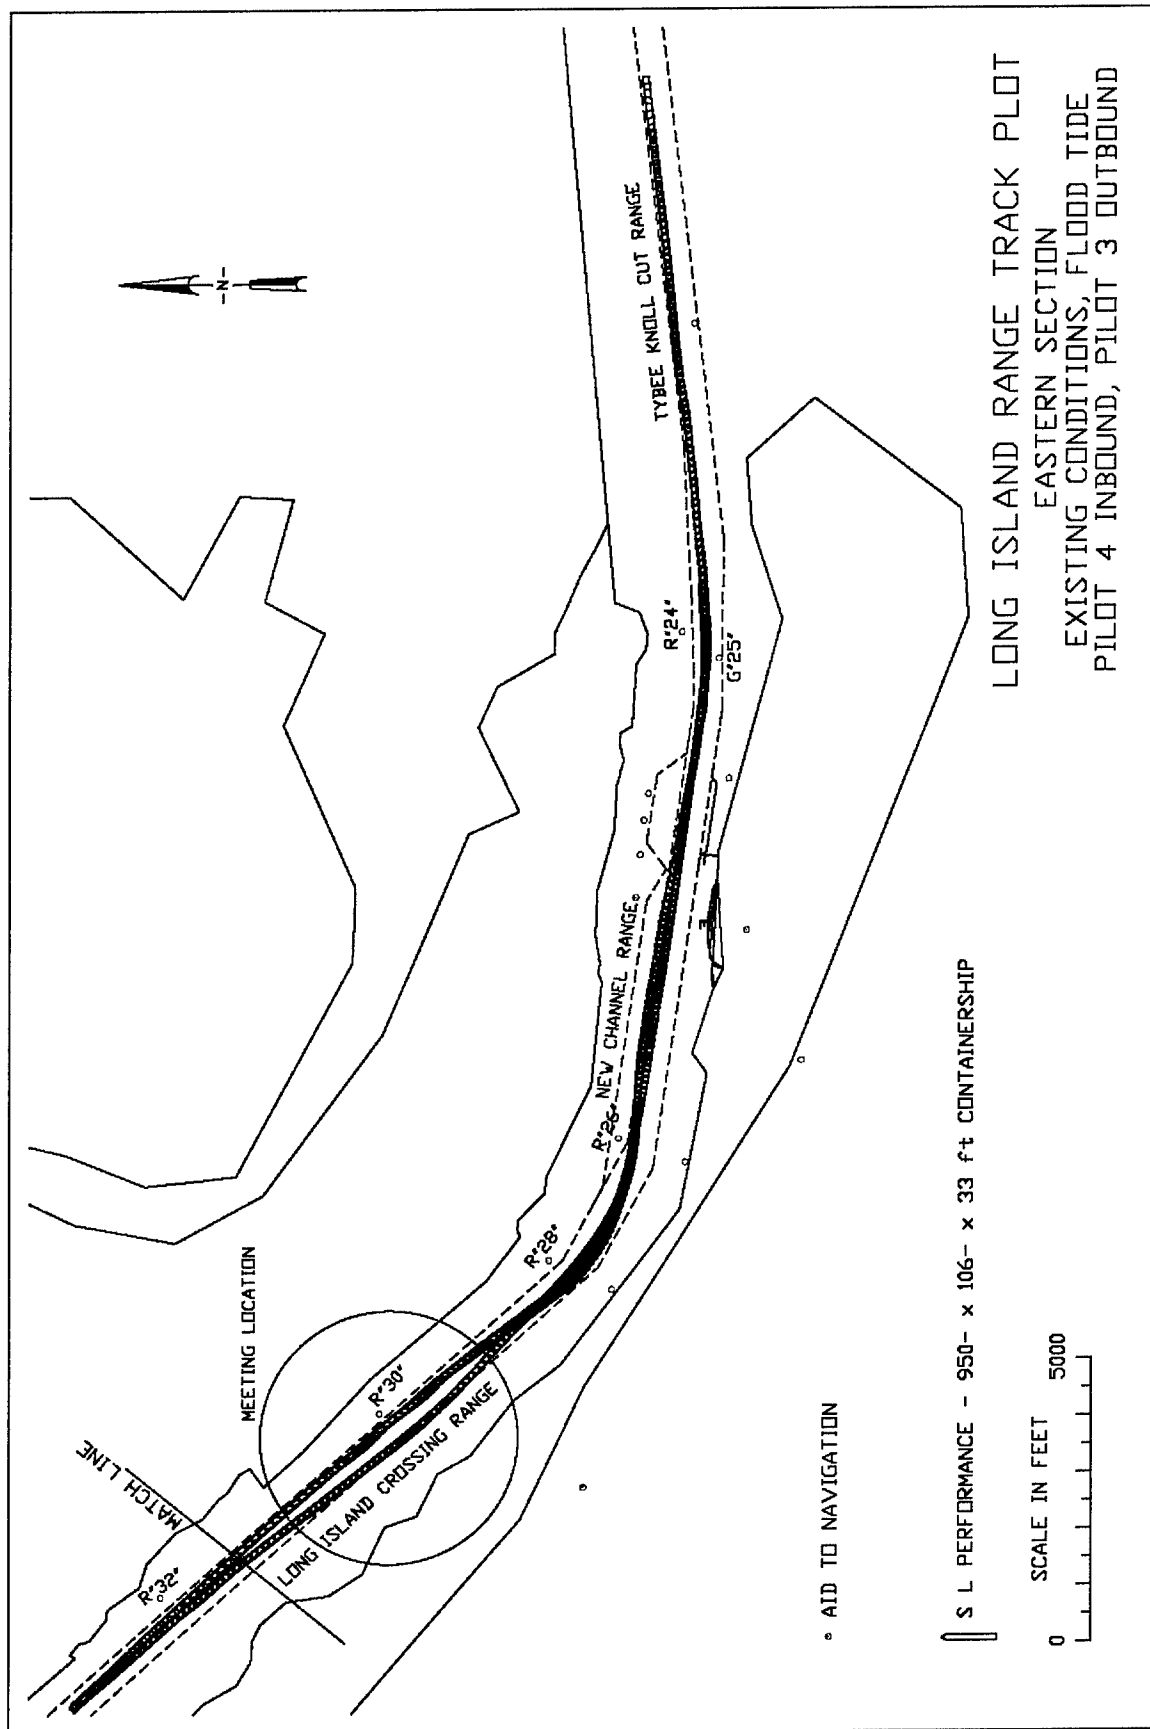 MATCH LINE
MEETING LOCATION
-N-
R"32"
R"30"
R"28"
R"26"
R"24"
G"25"
LONG ISLAND CROSSING RANGE
NEW CHANNEL RANGE
TYBEE KNOLL CUT RANGE
AID TO NAVIGATION
S L PERFORMANCE - 950- x 106- x 33 ft CONTAINERSHIP
SCALE IN FEET
0 5000
LONG ISLAND RANGE TRACK PLOT
EASTERN SECTION
EXISTING CONDITIONS, FLOOD TIDE
PILOT 4 INBOUND, PILOT 3 OUTBOUND